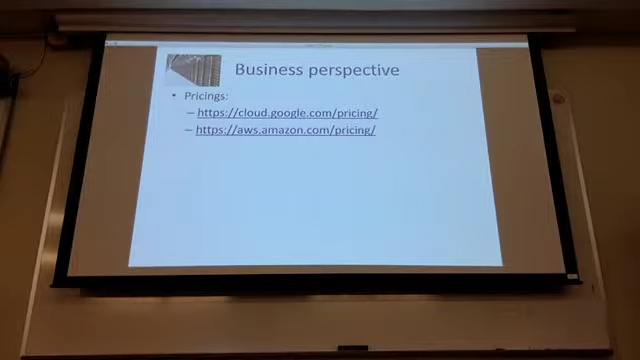 Business perspective
• Pricings:
– https://cloud.google.com/pricing/
– https://aws.amazon.com/pricing/